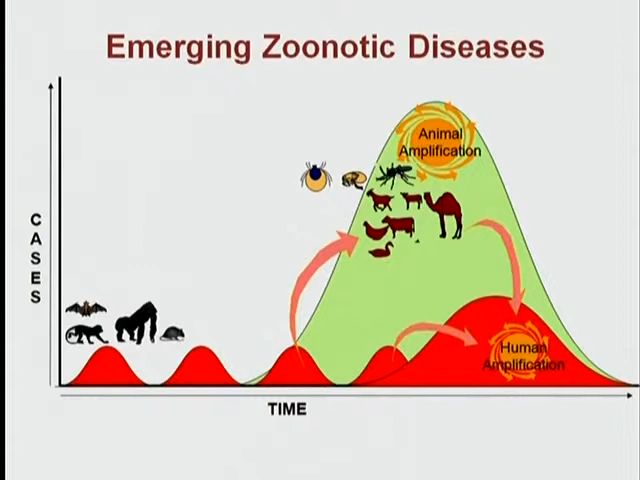 Emerging Zoonotic Diseases
CASES
Animal
Amplification
Human
Amplification
TIME